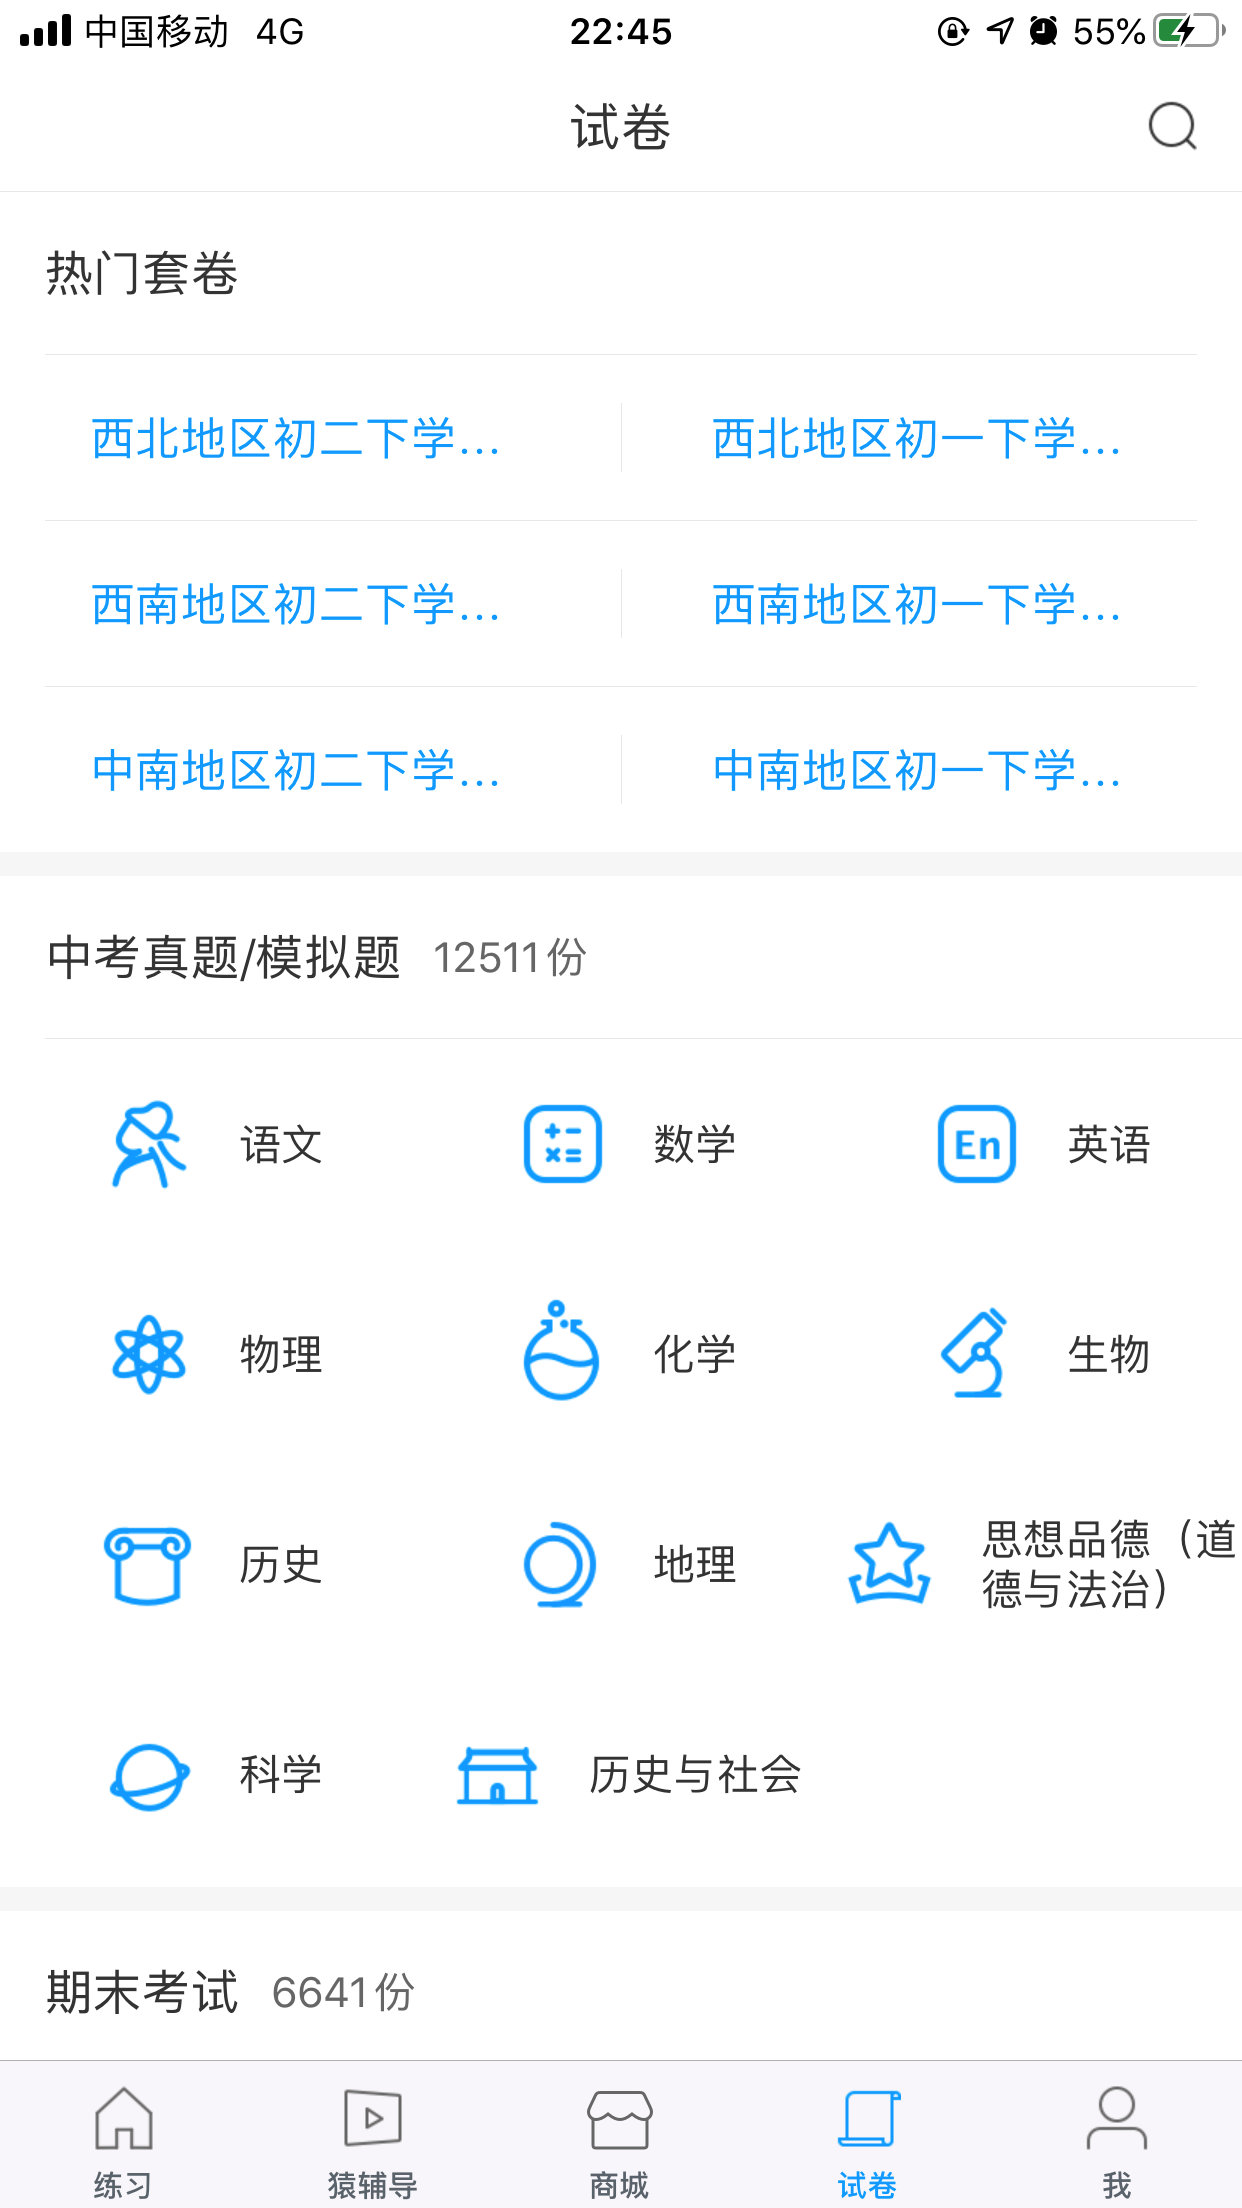 中国移动 4G 22:45 55%
试卷
热门套卷
西北地区初二下学... 西北地区初一下学...
西南地区初二下学... 西南地区初一下学...
中南地区初二下学... 中南地区初一下学...
中考真题/模拟题 12511份
语文 数学 En 英语
物理 化学 生物
历史 地理 思想品德（道
德与法治）
科学 历史与社会
期末考试 6641份
练习 猿辅导 商城 试卷 我